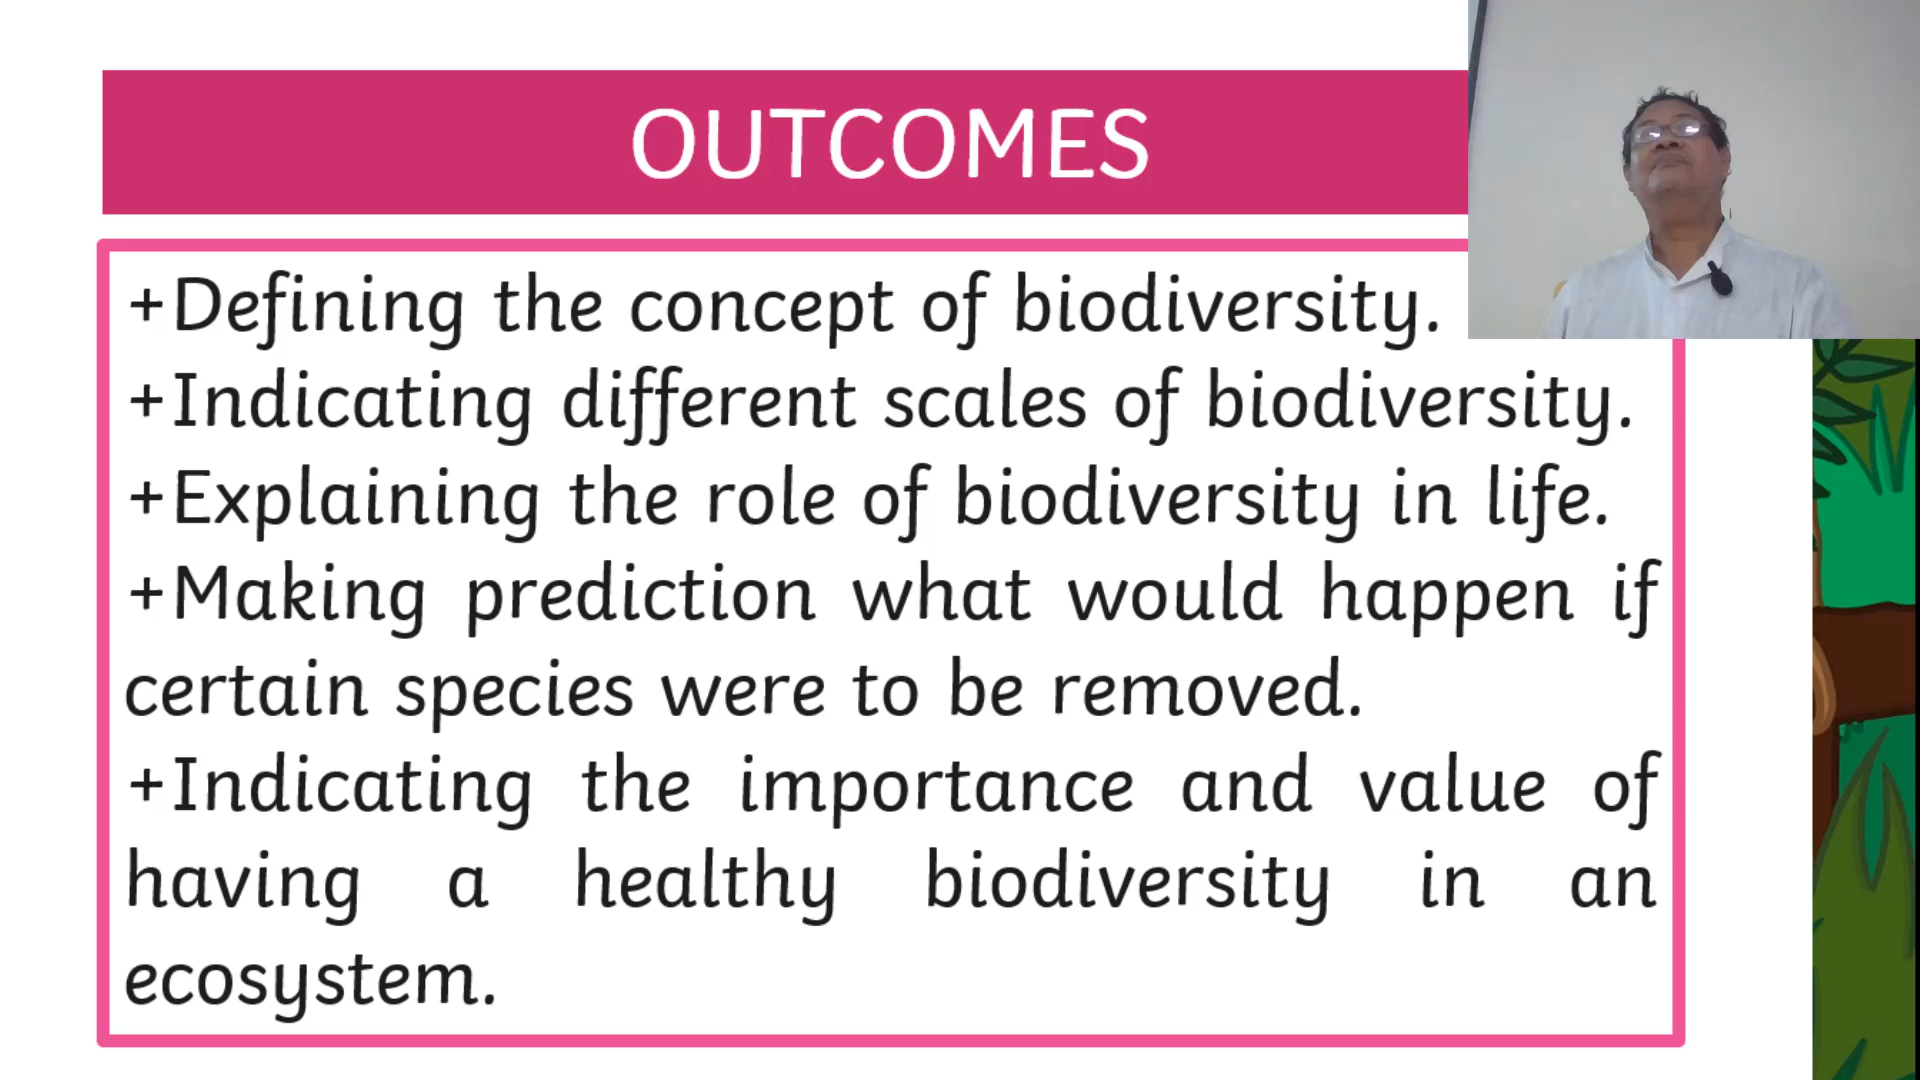 OUTCOMES
+Defining the concept of biodiversity.
+Indicating different scales of biodiversity.
+Explaining the role of biodiversity in life.
+Making prediction what would happen if
certain species were to be removed.
+Indicating the importance and value of
having a healthy biodiversity in an
ecosystem.